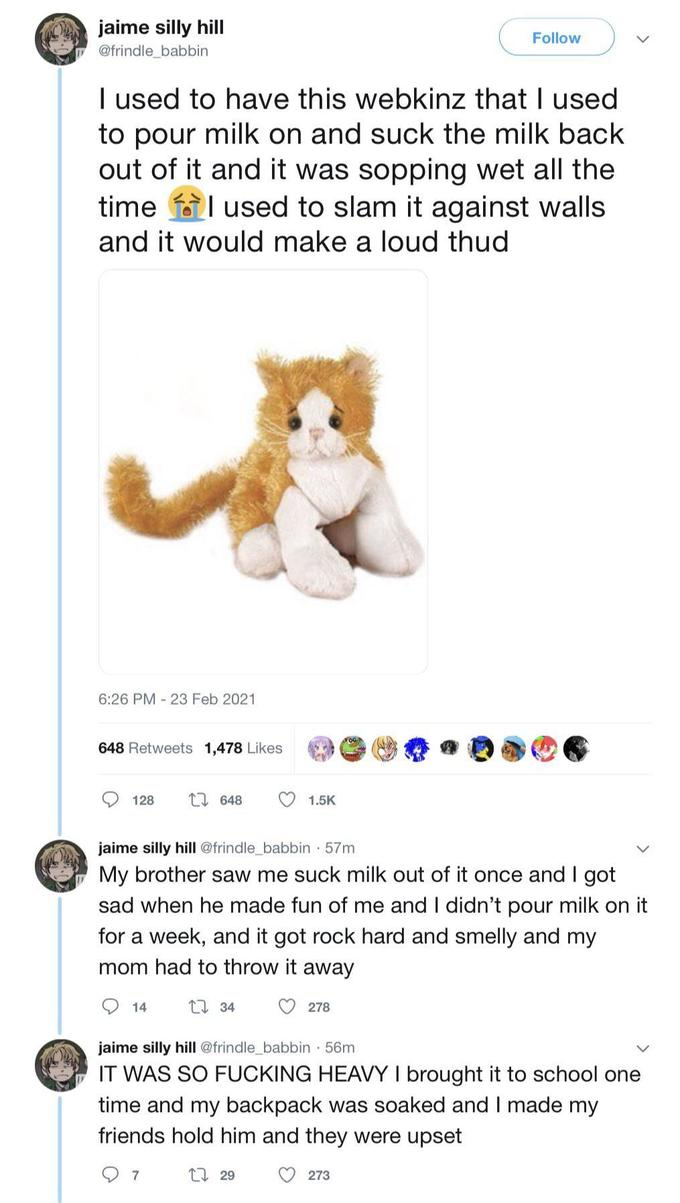 jaime silly hill
@frindle_babbin
Follow
I used to have this webkinz that I used
to pour milk on and suck the milk back
out of it and it was sopping wet all the
time 😭I used to slam it against walls
and it would make a loud thud
6:26 PM - 23 Feb 2021
648 Retweets 1,478 Likes
128 648 1.5K
jaime silly hill @frindle_babbin · 57m
My brother saw me suck milk out of it once and I got
sad when he made fun of me and I didn’t pour milk on it
for a week, and it got rock hard and smelly and my
mom had to throw it away
14 34 278
jaime silly hill @frindle_babbin · 56m
IT WAS SO FUCKING HEAVY I brought it to school one
time and my backpack was soaked and I made my
friends hold him and they were upset
7 29 273